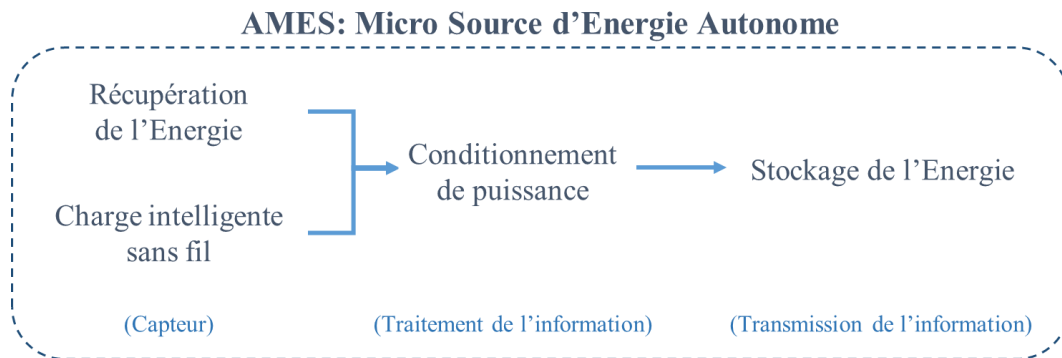 AMES: Micro Source d’Energie Autonome
Récupération
de l’Energie
Charge intelligente
sans fil
Conditionnement
de puissance
Stockage de l’Energie
(Capteur)
(Traitement de l’information)
(Transmission de l’information)